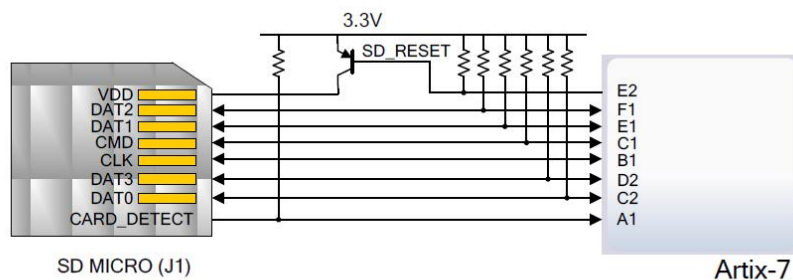 3.3V
SD_RESET
VDD E2
DAT2 F1
DAT1 E1
CMD C1
CLK B1
DAT3 D2
DAT0 C2
CARD_DETECT A1
SD MICRO (J1)
Artix-7